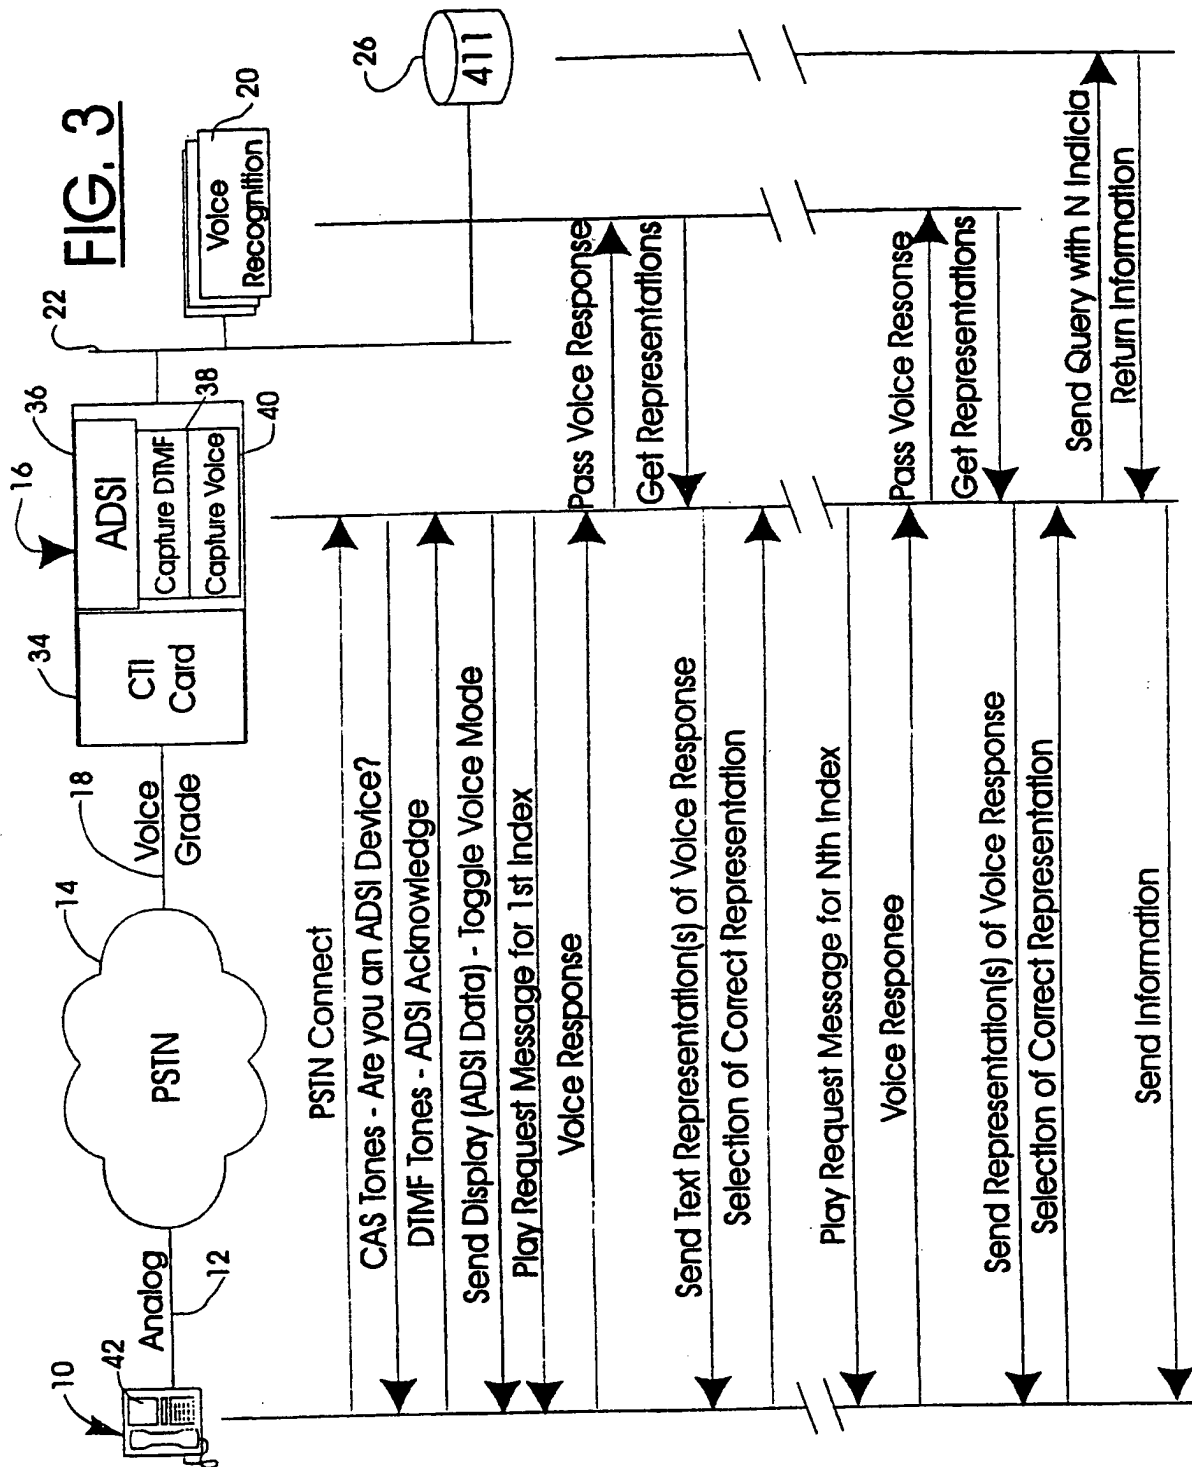 FIG. 3
10
42
Analog
12
PSTN
14
18
Voice
Grade
34
CTI
Card
16
ADSI
36
Capture DTMF
38
Capture Voice
40
22
Voice
Recognition
20
26
411
PSTN Connect
CAS Tones - Are you an ADSI Device?
DTMF Tones - ADSI Acknowledge
Send Display (ADSI Data) - Toggle Voice Mode
Play Request Message for 1st Index
Voice Response
Pass Voice Response
Get Representations
Send Text Representation(s) of Voice Response
Selection of Correct Representation
Play Request Message for Nth Index
Voice Responee
Pass Voice Resonse
Get Representations
Send Representation(s) of Voice Response
Selection of Correct Representation
Send Query with N Indicia
Return Information
Send Information